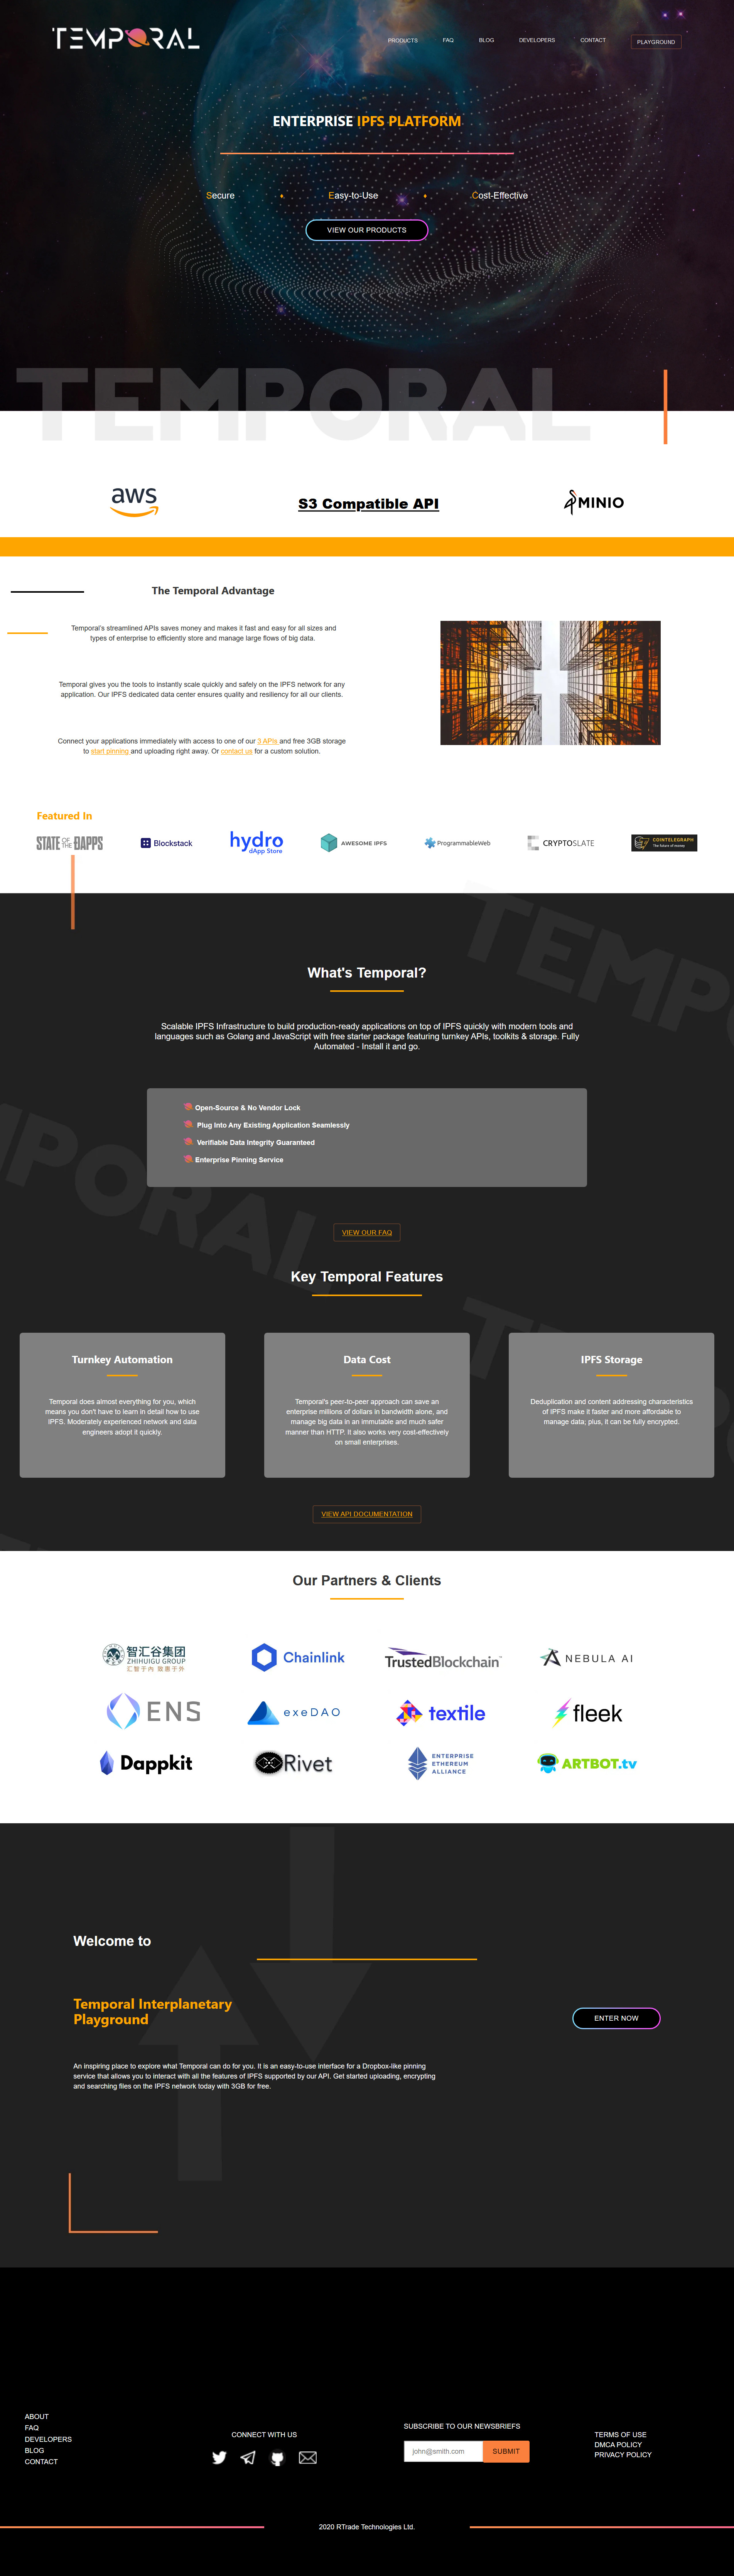 TEMPORAL
PRODUCTS
FAQ
BLOG
DEVELOPERS
CONTACT
PLAYGROUND
ENTERPRISE IPFS PLATFORM
Secure • Easy-to-Use • Cost-Effective
VIEW OUR PRODUCTS
TEMPORAL
aws
S3 Compatible API
MINIO
The Temporal Advantage
Temporal's streamlined APIs saves money and makes it fast and easy for all sizes and
types of enterprise to efficiently store and manage large flows of big data.
Temporal gives you the tools to instantly scale quickly and safely on the IPFS network for any
application. Our IPFS dedicated data center ensures quality and resiliency for all our clients.
Connect your applications immediately with access to one of our 3 APIs and free 3GB storage
to start pinning and uploading right away. Or contact us for a custom solution.
Featured In
STATE OF THE ĐAPPS
Blockstack
hydro
dApp Store
AWESOME IPFS
ProgrammableWeb
CRYPTOSLATE
COINTELEGRAPH
The future of money
TEMPO
What's Temporal?
Scalable IPFS Infrastructure to build production-ready applications on top of IPFS quickly with modern tools and
languages such as Golang and JavaScript with free starter package featuring turnkey APIs, toolkits & storage. Fully
Automated - Install it and go.
Open-Source & No Vendor Lock
Plug Into Any Existing Application Seamlessly
Verifiable Data Integrity Guaranteed
Enterprise Pinning Service
MPORAL
VIEW OUR FAQ
Key Temporal Features
Turnkey Automation
Temporal does almost everything for you, which
means you don't have to learn in detail how to use
IPFS. Moderately experienced network and data
engineers adopt it quickly.
Data Cost
Temporal's peer-to-peer approach can save an
enterprise millions of dollars in bandwidth alone, and
manage big data in an immutable and much safer
manner than HTTP. It also works very cost-effectively
on small enterprises.
IPFS Storage
Deduplication and content addressing characteristics
of IPFS make it faster and more affordable to
manage data; plus, it can be fully encrypted.
VIEW API DOCUMENTATION
Our Partners & Clients
智汇谷集团
ZHIHUIGU GROUP
汇智于内 致惠于外
Chainlink
TrustedBlockchain™
NEBULA AI
ENS
exeDAO
textile
fleek
Dappkit
Rivet
ENTERPRISE
ETHEREUM
ALLIANCE
ARTBOT.tv
Welcome to
Temporal Interplanetary
Playground
ENTER NOW
An inspiring place to explore what Temporal can do for you. It is an easy-to-use interface for a Dropbox-like pinning
service that allows you to interact with all the features of IPFS supported by our API. Get started uploading, encrypting
and searching files on the IPFS network today with 3GB for free.
ABOUT
FAQ
DEVELOPERS
BLOG
CONTACT
CONNECT WITH US
SUBSCRIBE TO OUR NEWSBRIEFS
john@smith.com
SUBMIT
TERMS OF USE
DMCA POLICY
PRIVACY POLICY
2020 RTrade Technologies Ltd.